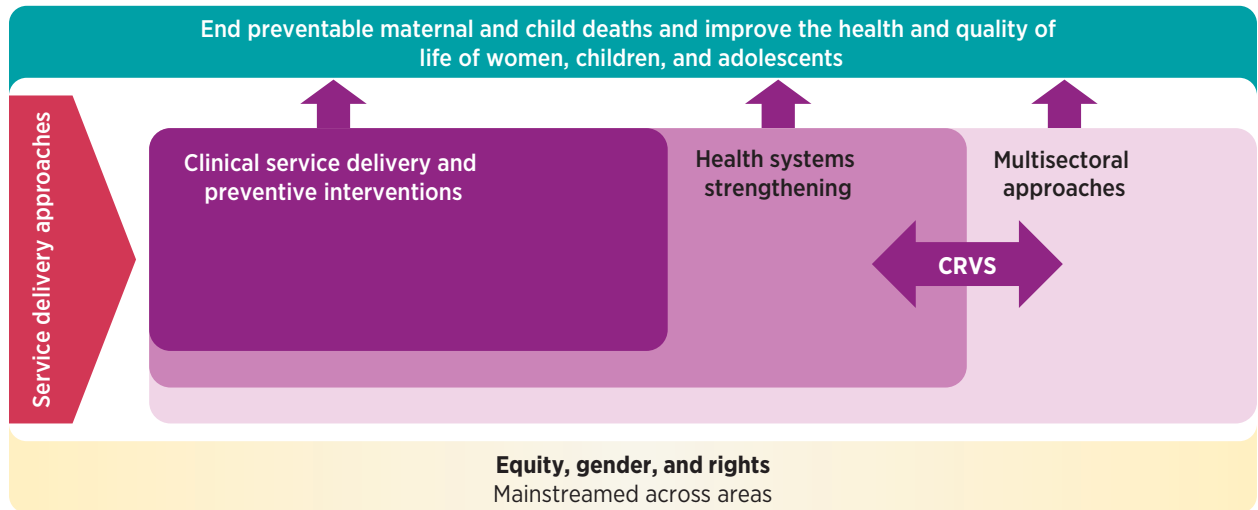 End preventable maternal and child deaths and improve the health and quality of
life of women, children, and adolescents
Service delivery approaches
Clinical service delivery and
preventive interventions
Health systems
strengthening
Multisectoral
approaches
CRVS
Equity, gender, and rights
Mainstreamed across areas